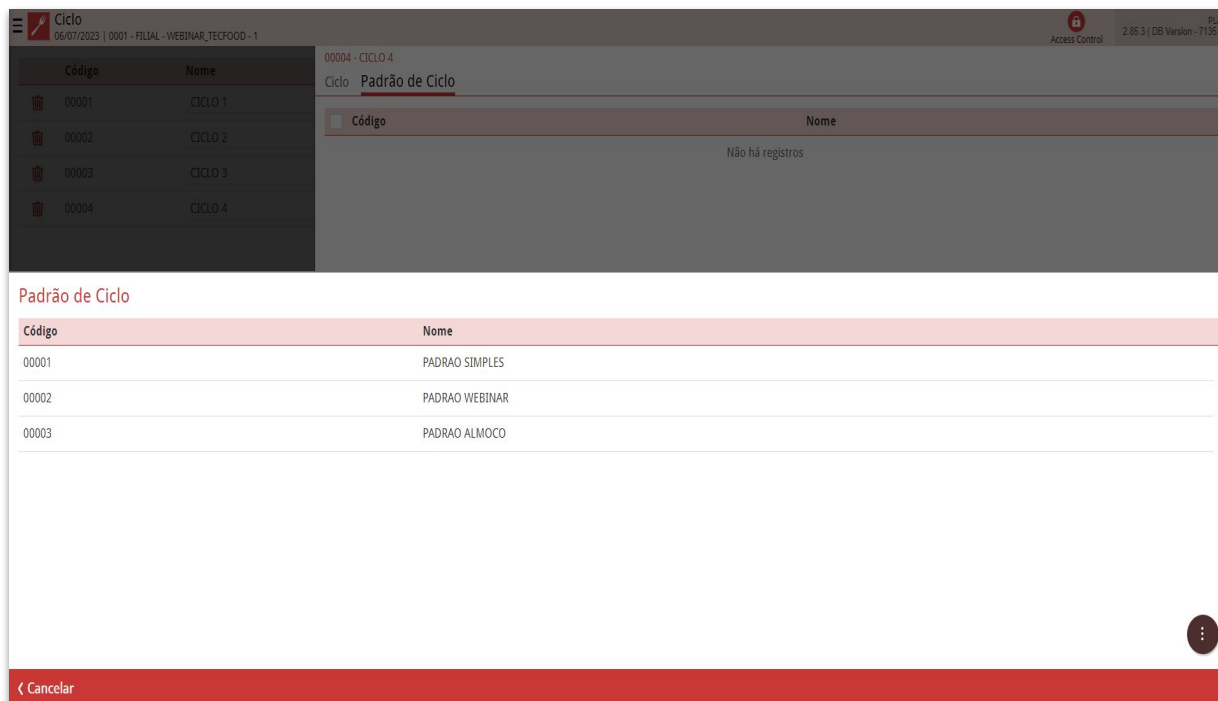 Ciclo
06/07/2023 | 0001 - FILIAL - WEBINAR_TECFOOD - 1
Access Control
PL
2.85.3 ( DB Version - 7135
Código Nome
00001 CICLO 1
00002 CICLO 2
00003 CICLO 3
00004 CICLO 4
00004 - CICLO 4
Ciclo Padrão de Ciclo
Código Nome
Não há registros
Padrão de Ciclo
Código Nome
00001 PADRAO SIMPLES
00002 PADRAO WEBINAR
00003 PADRAO ALMOCO
Cancelar